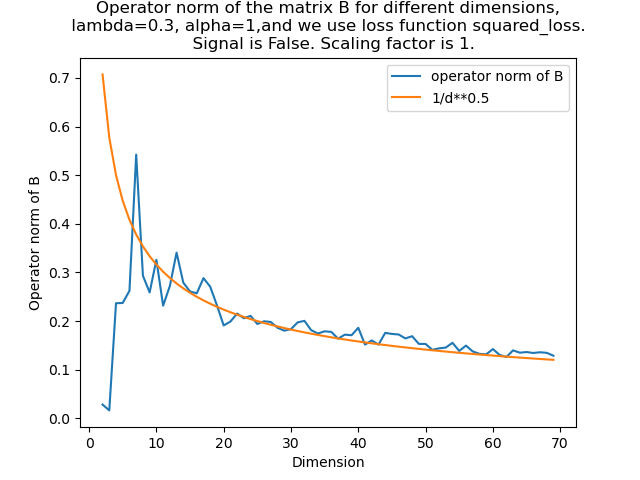 Operator norm of the matrix B for different dimensions,
lambda=0.3, alpha=1,and we use loss function squared_loss.
Signal is False. Scaling factor is 1.
operator norm of B
1/d**0.5
Operator norm of B
0.7
0.6
0.5
0.4
0.3
0.2
0.1
0.0
0 10 20 30 40 50 60 70
Dimension